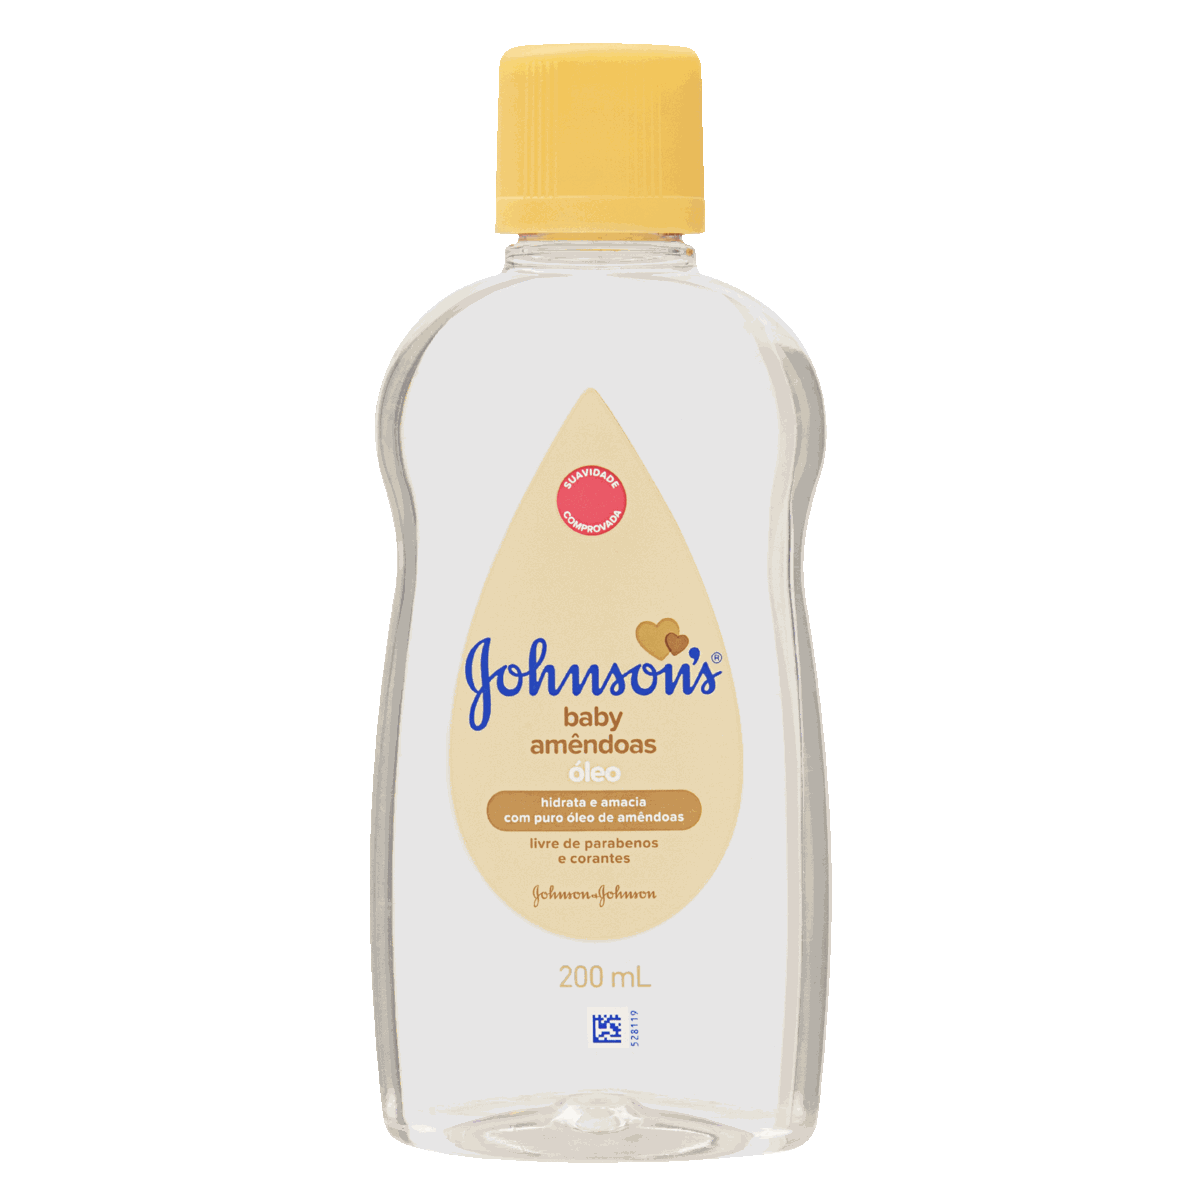 SUAVIDADE
COMPROVADA
Johnson's®
baby
amêndoas
óleo
hidrata e amacia
com puro óleo de amêndoas
livre de parabenos
e corantes
Johnson & Johnson
200 mL
528119